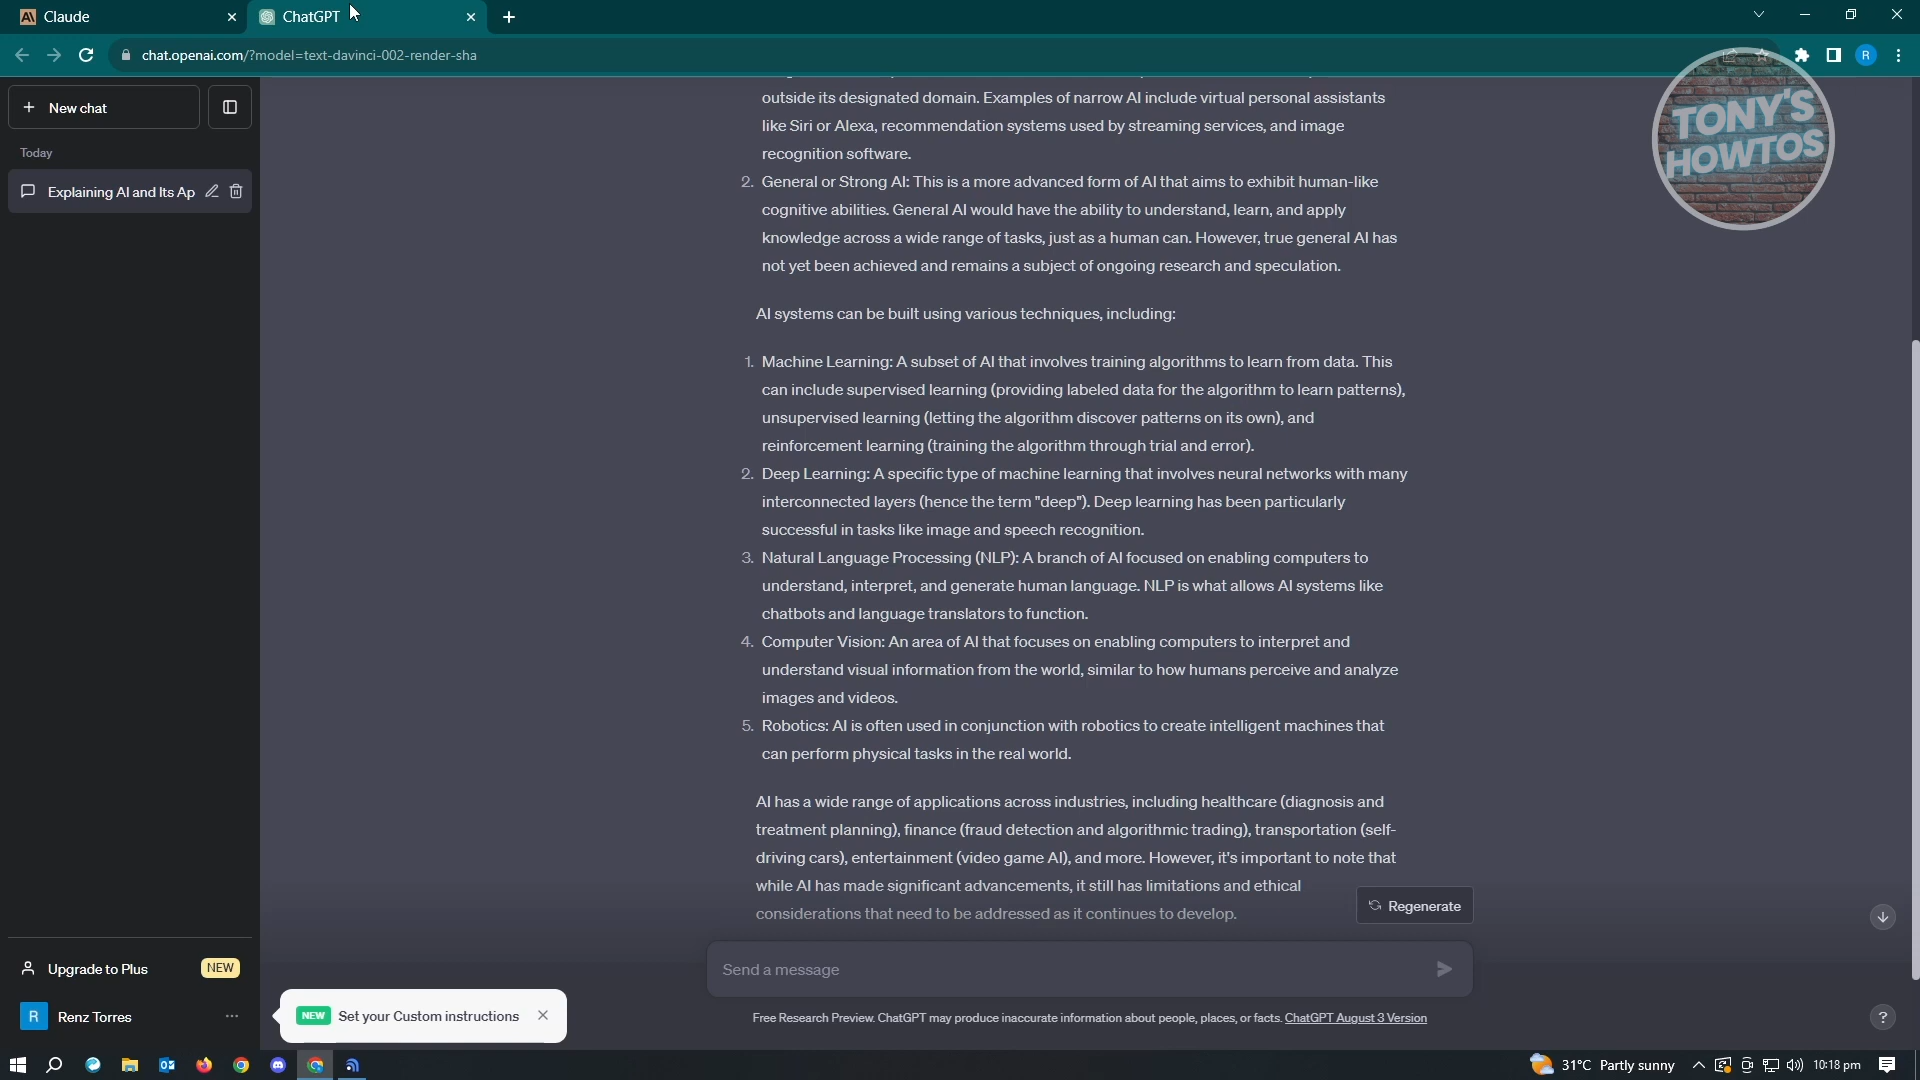 Claude
ChatGPT
chat.openai.com/?model=text-davinci-002-render-sha
R
New chat
Today
Explaining AI and Its Ap
TONY'S
HOWTOS
outside its designated domain. Examples of narrow AI include virtual personal assistants
like Siri or Alexa, recommendation systems used by streaming services, and image
recognition software.
2. General or Strong AI: This is a more advanced form of AI that aims to exhibit human-like
cognitive abilities. General AI would have the ability to understand, learn, and apply
knowledge across a wide range of tasks, just as a human can. However, true general AI has
not yet been achieved and remains a subject of ongoing research and speculation.
AI systems can be built using various techniques, including:
1. Machine Learning: A subset of AI that involves training algorithms to learn from data. This
can include supervised learning (providing labeled data for the algorithm to learn patterns),
unsupervised learning (letting the algorithm discover patterns on its own), and
reinforcement learning (training the algorithm through trial and error).
2. Deep Learning: A specific type of machine learning that involves neural networks with many
interconnected layers (hence the term "deep"). Deep learning has been particularly
successful in tasks like image and speech recognition.
3. Natural Language Processing (NLP): A branch of AI focused on enabling computers to
understand, interpret, and generate human language. NLP is what allows AI systems like
chatbots and language translators to function.
4. Computer Vision: An area of AI that focuses on enabling computers to interpret and
understand visual information from the world, similar to how humans perceive and analyze
images and videos.
5. Robotics: AI is often used in conjunction with robotics to create intelligent machines that
can perform physical tasks in the real world.
AI has a wide range of applications across industries, including healthcare (diagnosis and
treatment planning), finance (fraud detection and algorithmic trading), transportation (self-
driving cars), entertainment (video game AI), and more. However, it's important to note that
while AI has made significant advancements, it still has limitations and ethical
considerations that need to be addressed as it continues to develop.
Regenerate
Send a message
Free Research Preview. ChatGPT may produce inaccurate information about people, places, or facts. ChatGPT August 3 Version
?
Upgrade to Plus NEW
R Renz Torres
NEW Set your Custom instructions
31°C Partly sunny
10:18 pm